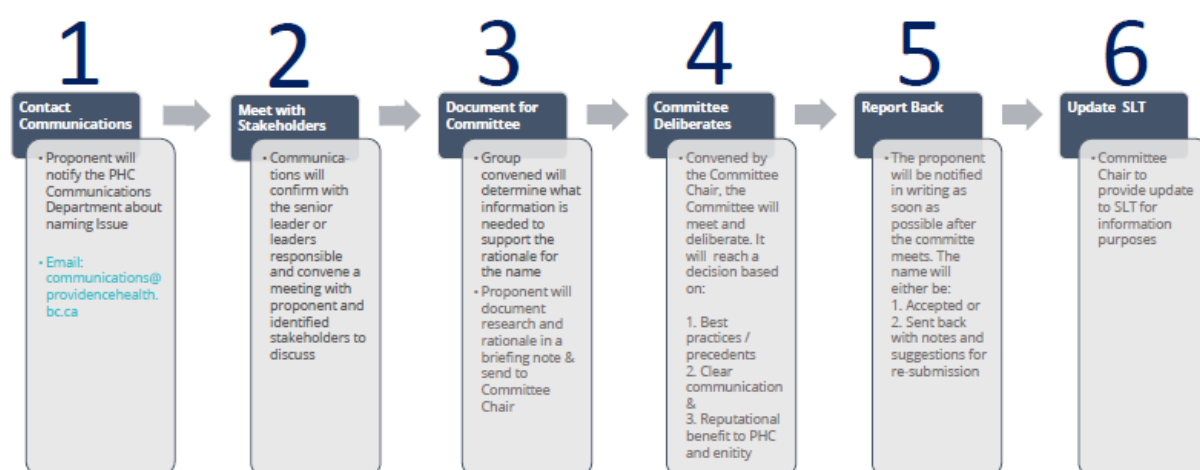 1
Contact
Communications
• Proponent will
notify the PHC
Communications
Department about
naming Issue
• Email:
communications@
providencehealth.
bc.ca
2
Meet with
Stakeholders
• Communica-
tions will
confirm with
the senior
leader or
leaders
responsible
and convene a
meeting with
proponent and
identified
stakeholders to
discuss
3
Document for
Committee
• Group
convened will
determine what
information is
needed to
support the
rationale for
the name
• Proponent will
document
research and
rationale in a
briefing note &
send to
Committee
Chair
4
Committee
Deliberates
• Convened by
the Committee
Chair, the
Committee will
meet and
deliberate. It
will reach a
decision based
on:
1. Best
practices /
precedents
2. Clear
communication
&
3. Reputational
benefit to PHC
and enitity
5
Report Back
• The proponent
will be notified
in writing as
soon as
possible after
the committe
meets. The
name will
either be:
1. Accepted or
2. Sent back
with notes and
suggestions for
re-submission
6
Update SLT
• Committee
Chair to
provide update
to SLT for
information
purposes